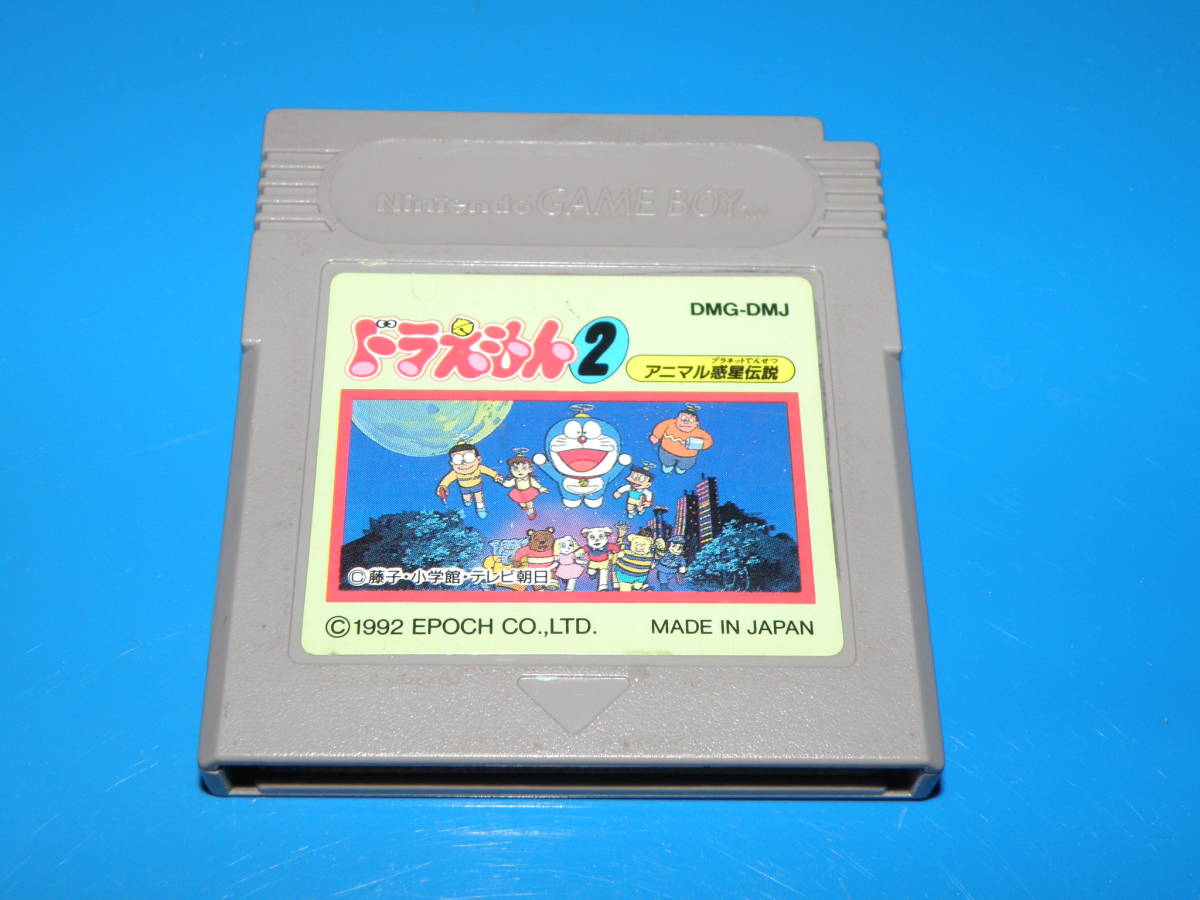 Nintendo GAME BOY TM
DMG-DMJ
ドラえもん2
プラネットでんせつ
アニマル惑星伝説
©藤子・小学館・テレビ朝日
©1992 EPOCH CO.,LTD. MADE IN JAPAN